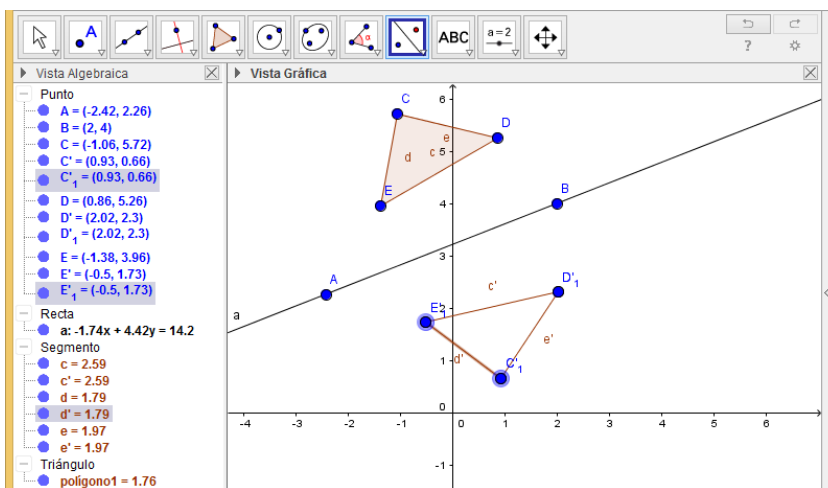 A
α
ABC
a=2
?
Vista Algebraica
Punto
A = (-2.42, 2.26)
B = (2, 4)
C = (-1.06, 5.72)
C' = (0.93, 0.66)
C'1 = (0.93, 0.66)
D = (0.86, 5.26)
D' = (2.02, 2.3)
D'1 = (2.02, 2.3)
E = (-1.38, 3.96)
E' = (-0.5, 1.73)
E'1 = (-0.5, 1.73)
Recta
a: -1.74x + 4.42y = 14.2
Segmento
c = 2.59
c' = 2.59
d = 1.79
d' = 1.79
e = 1.97
e' = 1.97
Triángulo
poligono1 = 1.76
Vista Gráfica
6
C
D
e
5
c
d
E
B
4
3
A
a
D'1
c'
2
E'1
e'
1
d'
C'1
0
-4 -3 -2 -1 0 1 2 3 4 5 6
-1